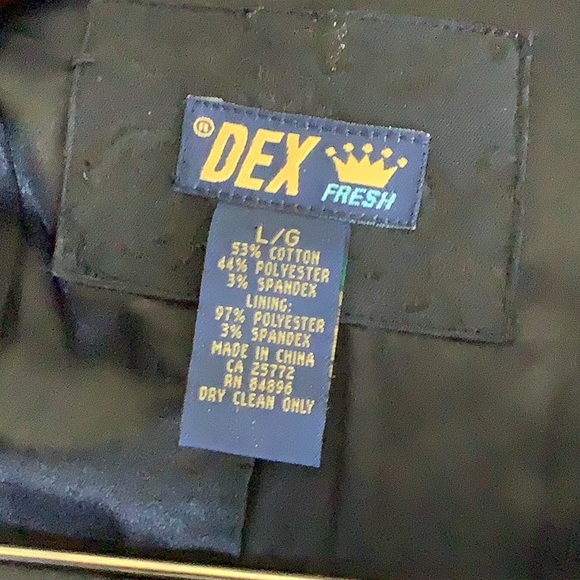 ® DEX
FRESH
L/G
53% COTTON
44% POLYESTER
3% SPANDEX
LINING:
97% POLYESTER
3% SPANDEX
MADE IN CHINA
CA 25772
RN 84896
DRY CLEAN ONLY